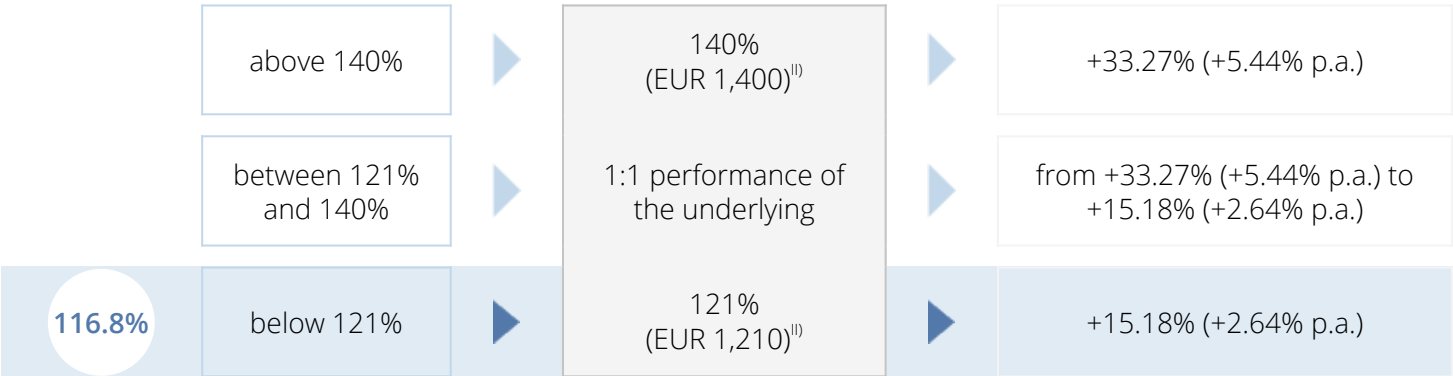 above 140%
140%
(EUR 1,400)II)
+33.27% (+5.44% p.a.)
between 121%
and 140%
1:1 performance of
the underlying
from +33.27% (+5.44% p.a.) to
+15.18% (+2.64% p.a.)
116.8%
below 121%
121%
(EUR 1,210)II)
+15.18% (+2.64% p.a.)